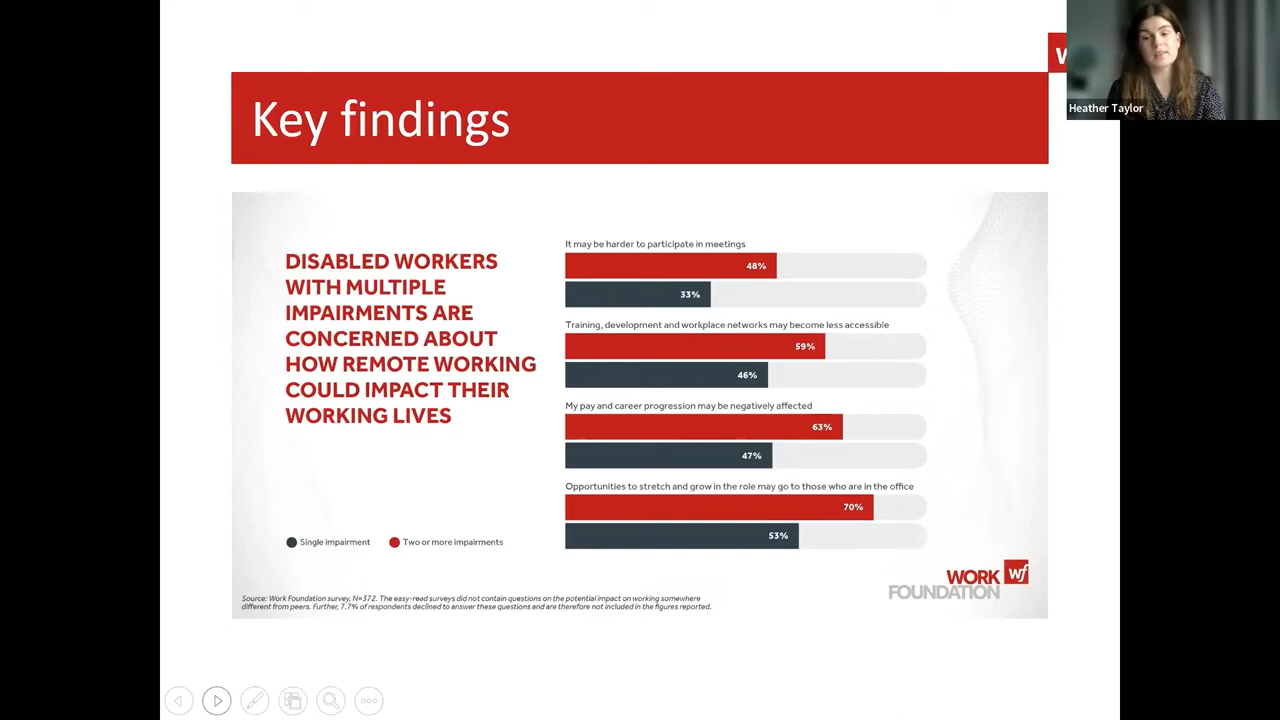 Key findings
W
Heather Taylor
DISABLED WORKERS
WITH MULTIPLE
IMPAIRMENTS ARE
CONCERNED ABOUT
HOW REMOTE WORKING
COULD IMPACT THEIR
WORKING LIVES
Single impairment
Two or more impairments
It may be harder to participate in meetings
48%
33%
Training, development and workplace networks may become less accessible
59%
46%
My pay and career progression may be negatively affected
63%
47%
Opportunities to stretch and grow in the role may go to those who are in the office
70%
53%
WORK wf
FOUNDATION
Source: Work Foundation survey, N=372. The easy-read surveys did not contain questions on the potential impact on working somewhere
different from peers. Further, 7.7% of respondents declined to answer these questions and are therefore not included in the figures reported.